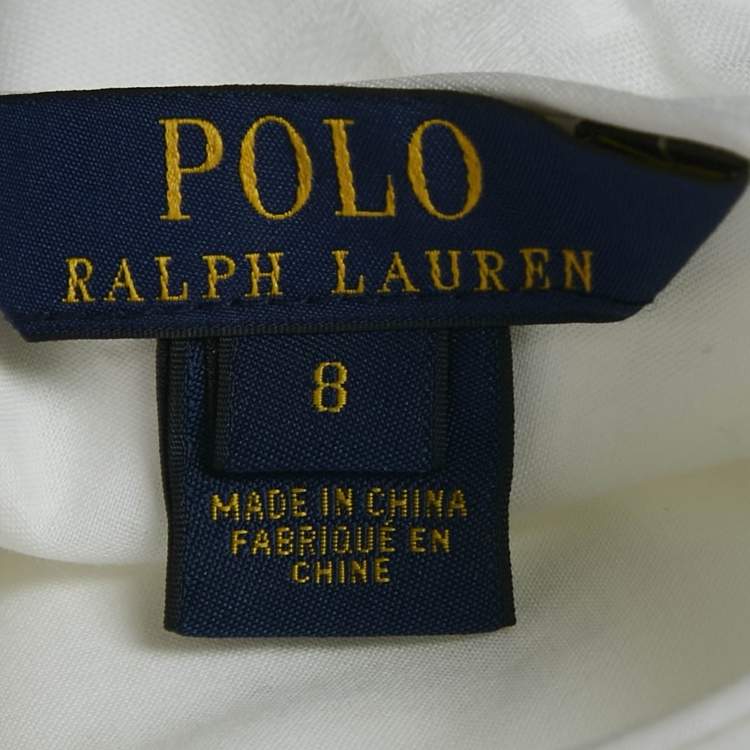 POLO
RALPH LAUREN
8
MADE IN CHINA
FABRIQUÉ EN
CHINE